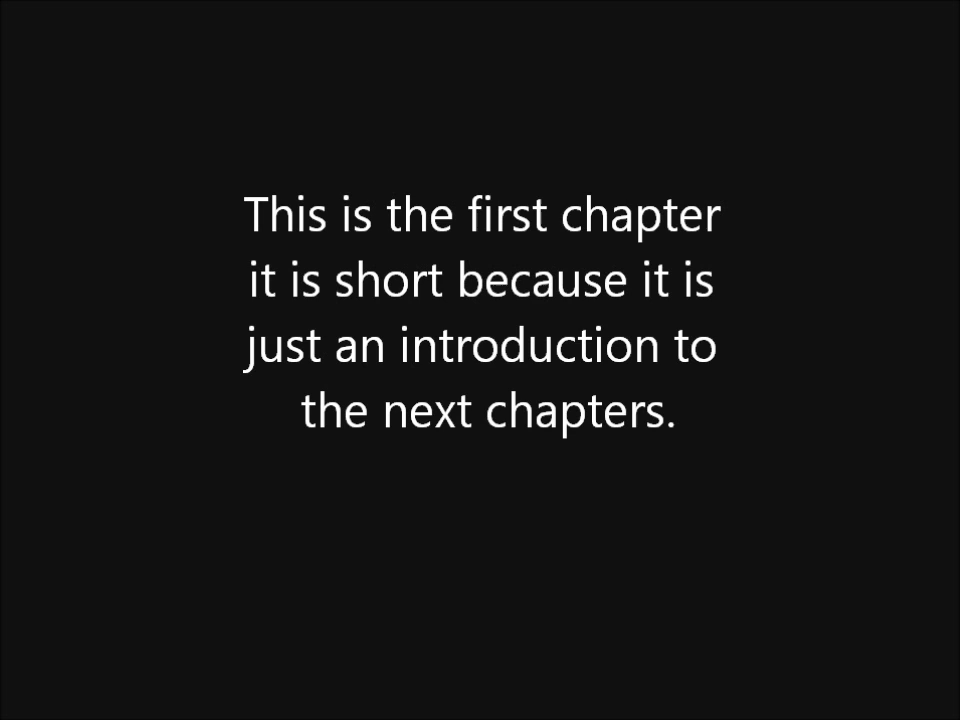 This is the first chapter
it is short because it is
just an introduction to
the next chapters.